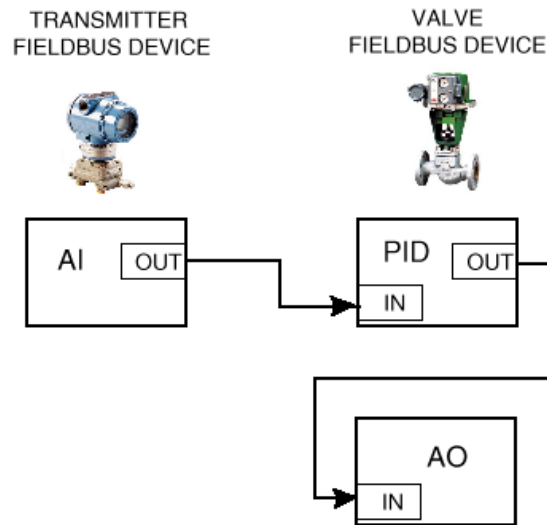 TRANSMITTER
FIELDBUS DEVICE
VALVE
FIELDBUS DEVICE
AI
OUT
PID
OUT
IN
AO
IN